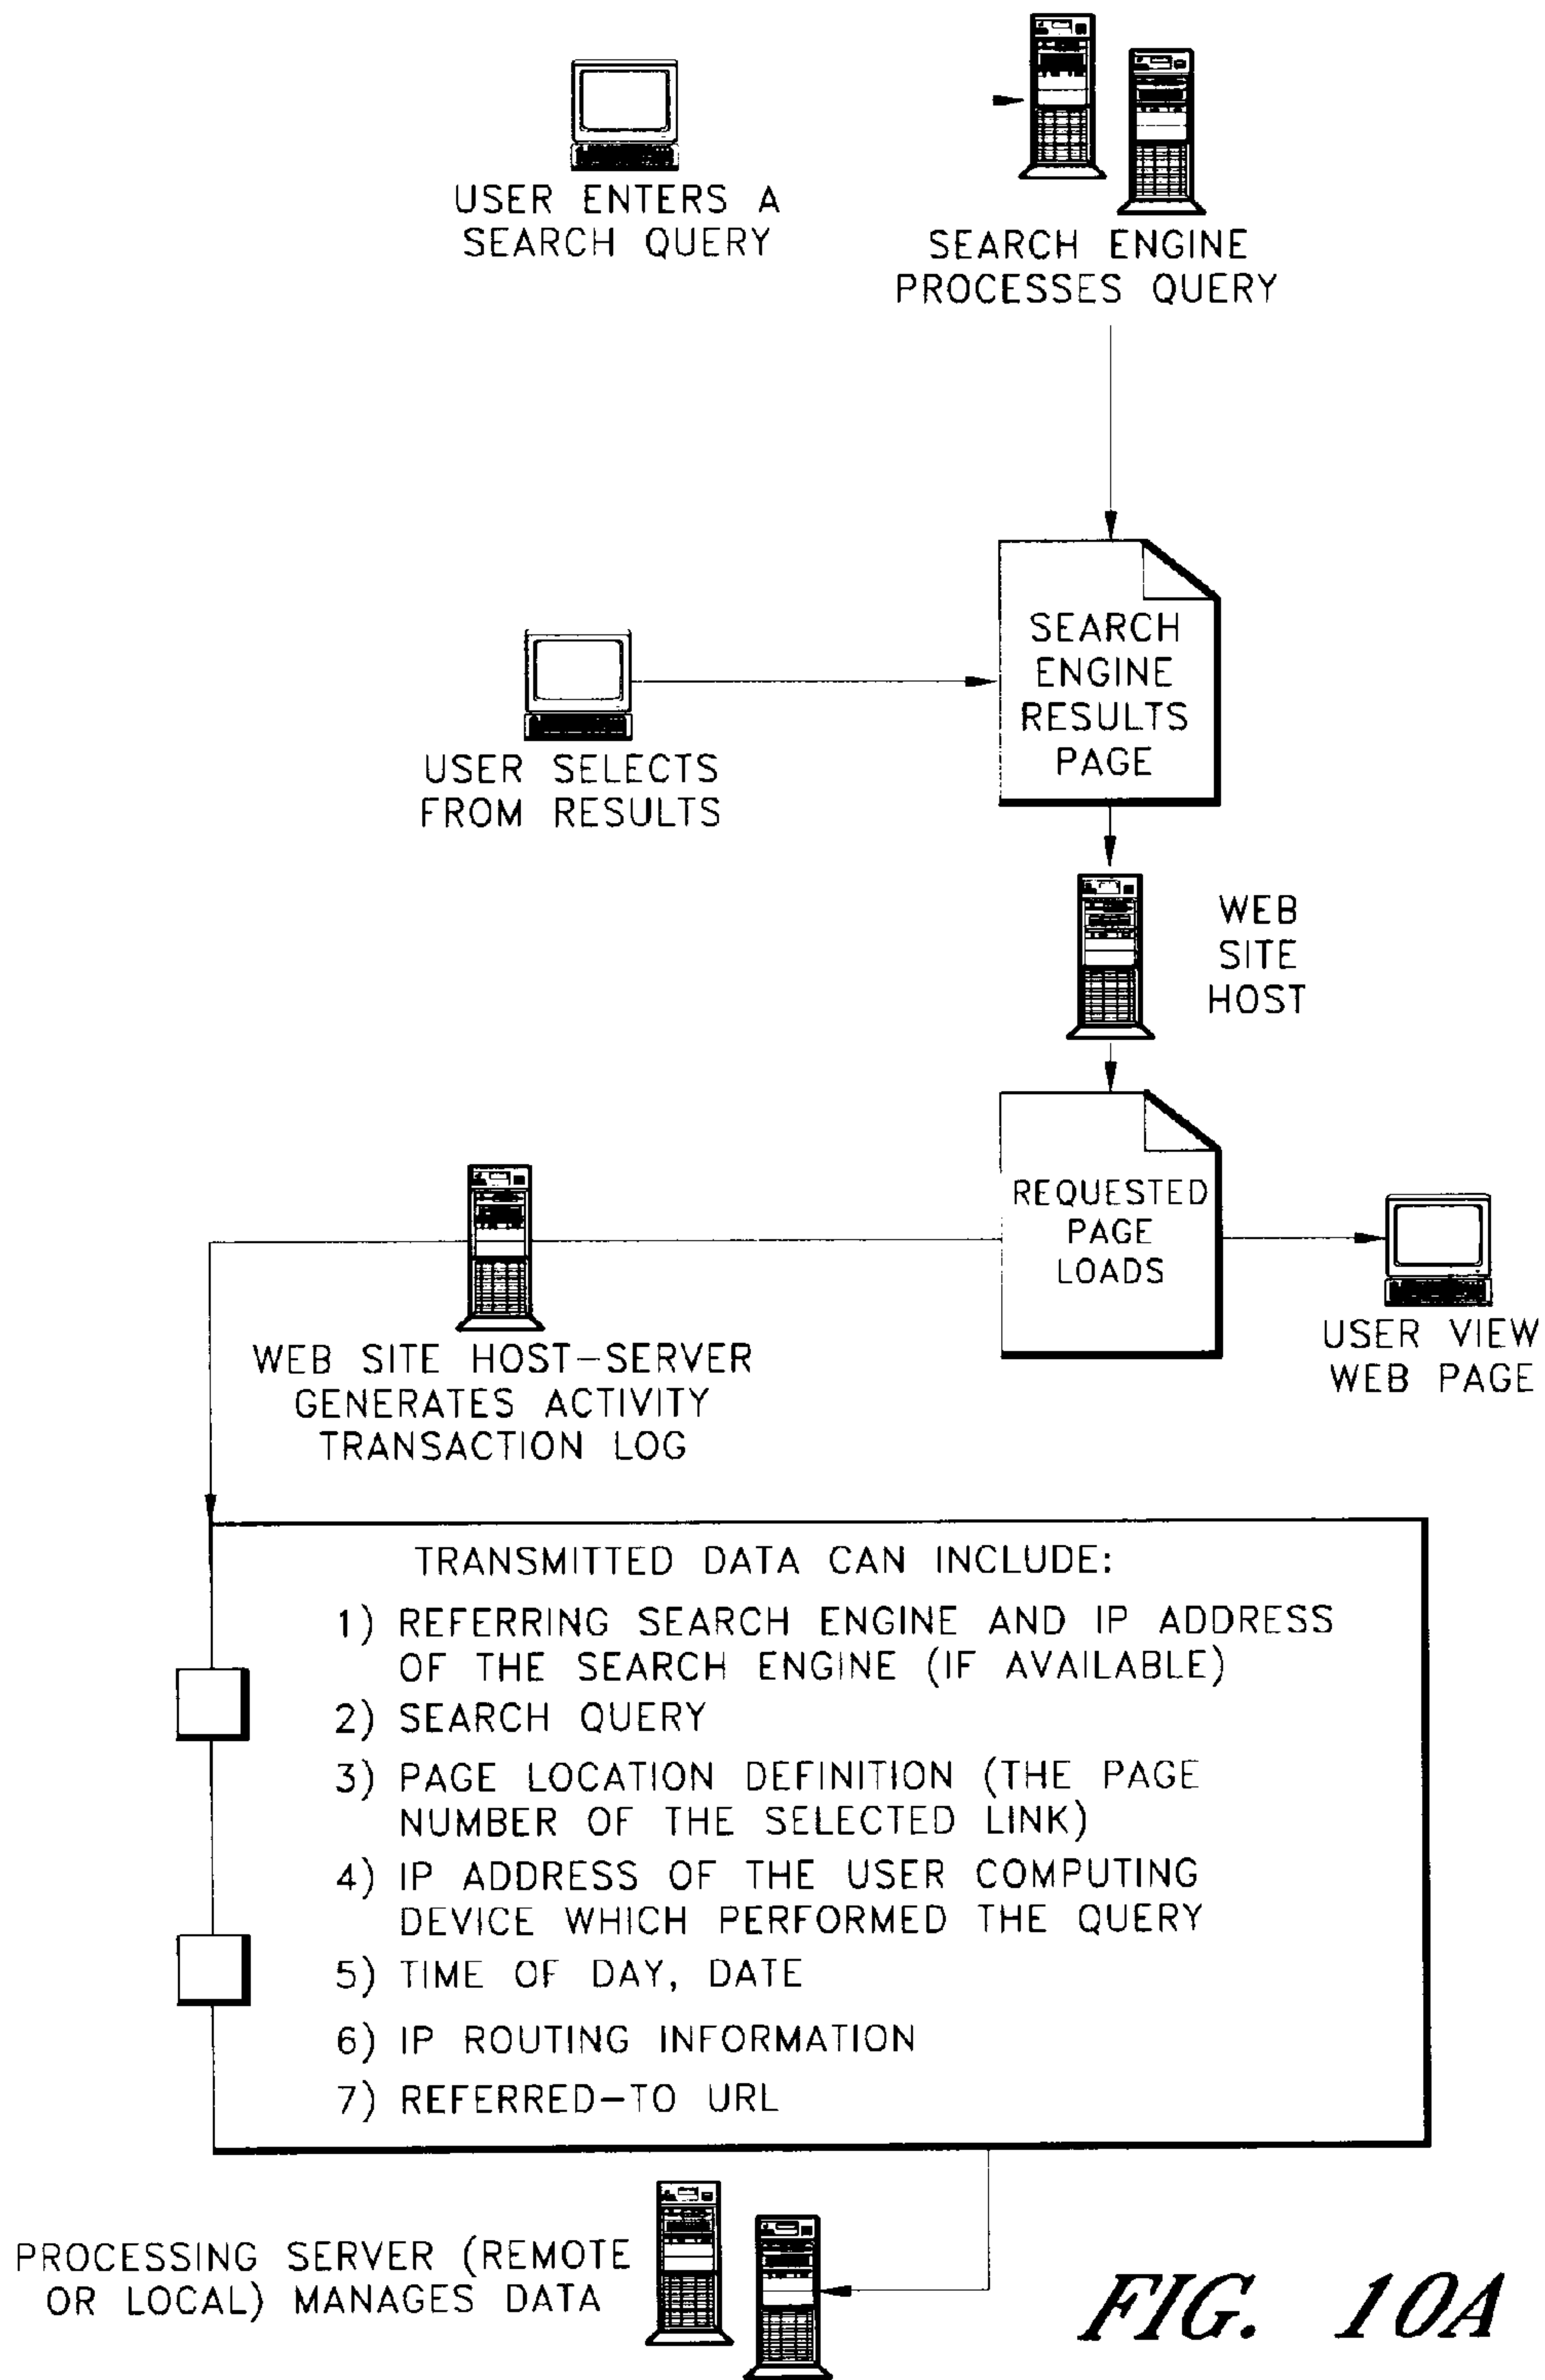 USER ENTERS A
SEARCH QUERY
SEARCH ENGINE
PROCESSES QUERY
SEARCH
ENGINE
RESULTS
PAGE
USER SELECTS
FROM RESULTS
WEB
SITE
HOST
REQUESTED
PAGE
LOADS
USER VIEW
WEB PAGE
WEB SITE HOST-SERVER
GENERATES ACTIVITY
TRANSACTION LOG
TRANSMITTED DATA CAN INCLUDE:
1) REFERRING SEARCH ENGINE AND IP ADDRESS
OF THE SEARCH ENGINE (IF AVAILABLE)
2) SEARCH QUERY
3) PAGE LOCATION DEFINITION (THE PAGE
NUMBER OF THE SELECTED LINK)
4) IP ADDRESS OF THE USER COMPUTING
DEVICE WHICH PERFORMED THE QUERY
5) TIME OF DAY, DATE
6) IP ROUTING INFORMATION
7) REFERRED-TO URL
PROCESSING SERVER (REMOTE
OR LOCAL) MANAGES DATA
FIG. 10A